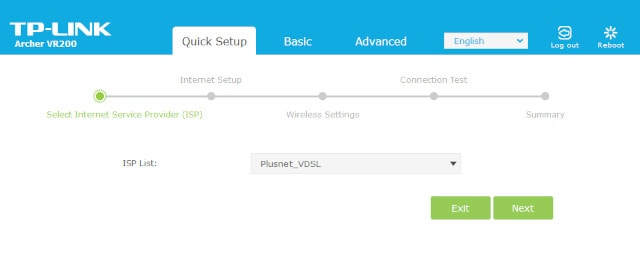 TP-LINK
Archer VR200
Quick Setup Basic Advanced English Log out Reboot
Internet Setup Connection Test
Select Internet Service Provider (ISP) Wireless Settings Summary
ISP List: Plusnet_VDSL
Exit Next